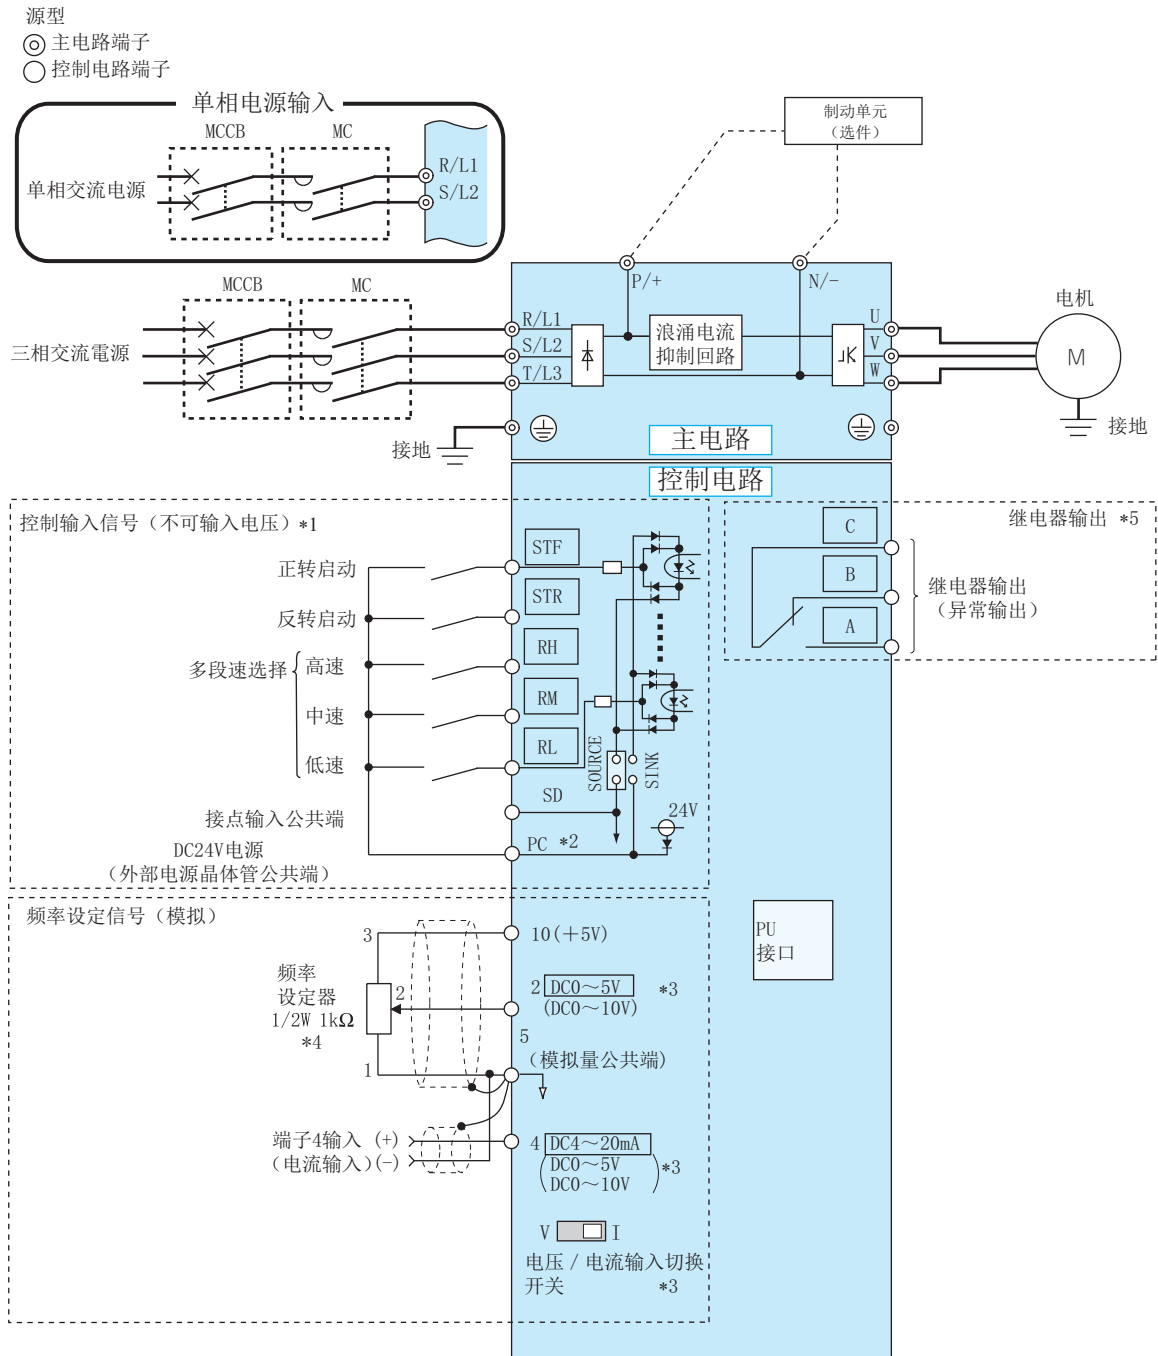 源型
主电路端子
控制电路端子
单相电源输入
MCCB
MC
R/L1
S/L2
单相交流电源
制动单元
（选件）
MCCB
MC
三相交流電源
接地
P/+
N/-
R/L1
S/L2
T/L3
浪涌电流
抑制回路
U
V
W
电机
M
接地
主电路
控制电路
控制输入信号（不可输入电压）*1
正转启动
反转启动
多段速选择
高速
中速
低速
接点输入公共端
DC24V电源
（外部电源晶体管公共端）
STF
STR
RH
RM
RL
SD
PC *2
SOURCE
SINK
24V
继电器输出 *5
C
B
A
继电器输出
（异常输出）
频率设定信号（模拟）
3
2
1
频率
设定器
1/2W 1kΩ
*4
10(＋5V)
2 DC0～5V *3
(DC0～10V)
5
（模拟量公共端）
端子4输入 (+)
（电流输入）(−)
4 DC4～20mA
DC0～5V
DC0～10V
*3
V I
电压 / 电流输入切换
开关 *3
PU
接口